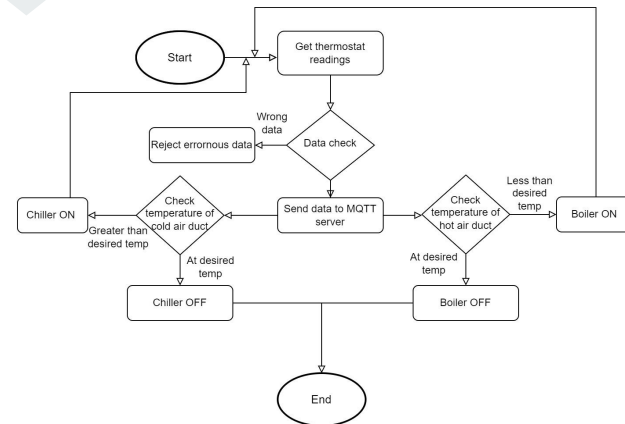 Start
Get thermostat
readings
Wrong
data
Reject errornous data
Data check
Less than
desired
temp
Check
temperature of
cold air duct
Send data to MQTT
server
Check
temperature of
hot air duct
Chiller ON
Greater than
desired temp
Boiler ON
At desired
temp
At desired
temp
Chiller OFF
Boiler OFF
End